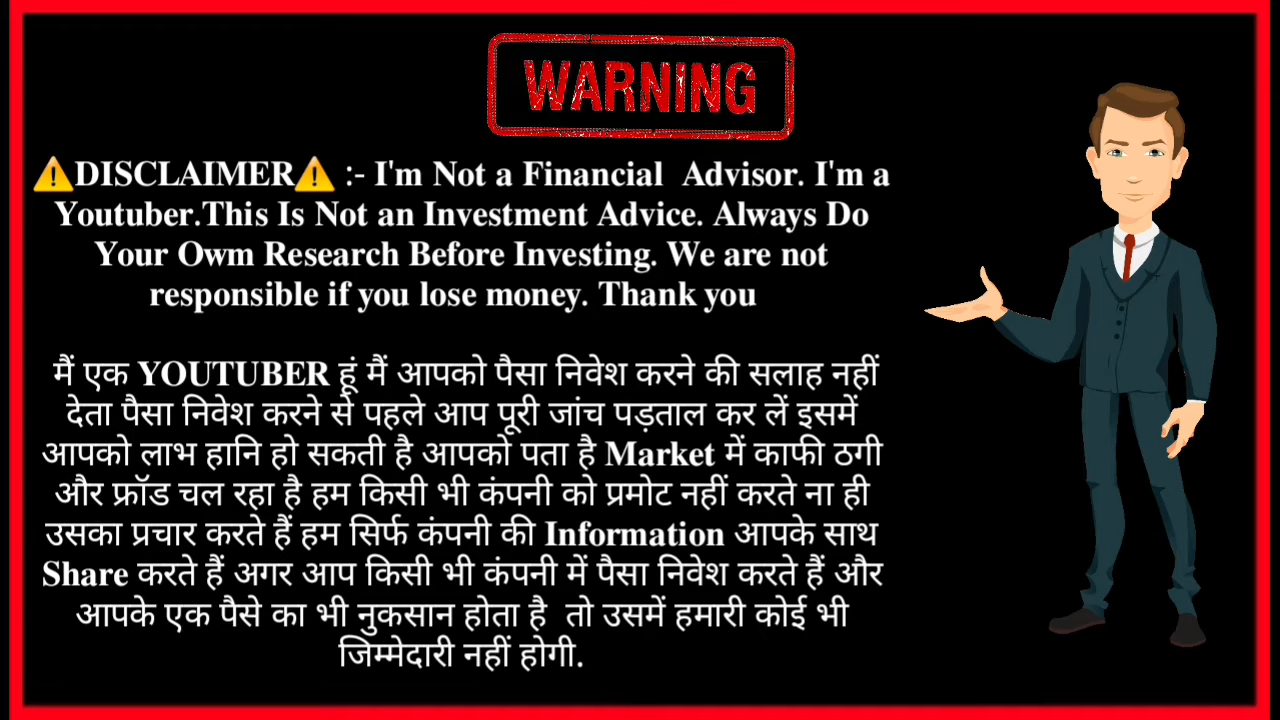 WARNING
⚠️DISCLAIMER⚠️ :- I'm Not a Financial  Advisor. I'm a
Youtuber.This Is Not an Investment Advice. Always Do
Your Owm Research Before Investing. We are not
responsible if you lose money. Thank you
मैं एक YOUTUBER हूं मैं आपको पैसा निवेश करने की सलाह नहीं
देता पैसा निवेश करने से पहले आप पूरी जांच पड़ताल कर लें इसमें
आपको लाभ हानि हो सकती है आपको पता है Market में काफी ठगी
और फ्रॉड चल रहा है हम किसी भी कंपनी को प्रमोट नहीं करते ना ही
उसका प्रचार करते हैं हम सिर्फ कंपनी की Information आपके साथ
Share करते हैं अगर आप किसी भी कंपनी में पैसा निवेश करते हैं और
आपके एक पैसे का भी नुकसान होता है  तो उसमें हमारी कोई भी
जिम्मेदारी नहीं होगी.